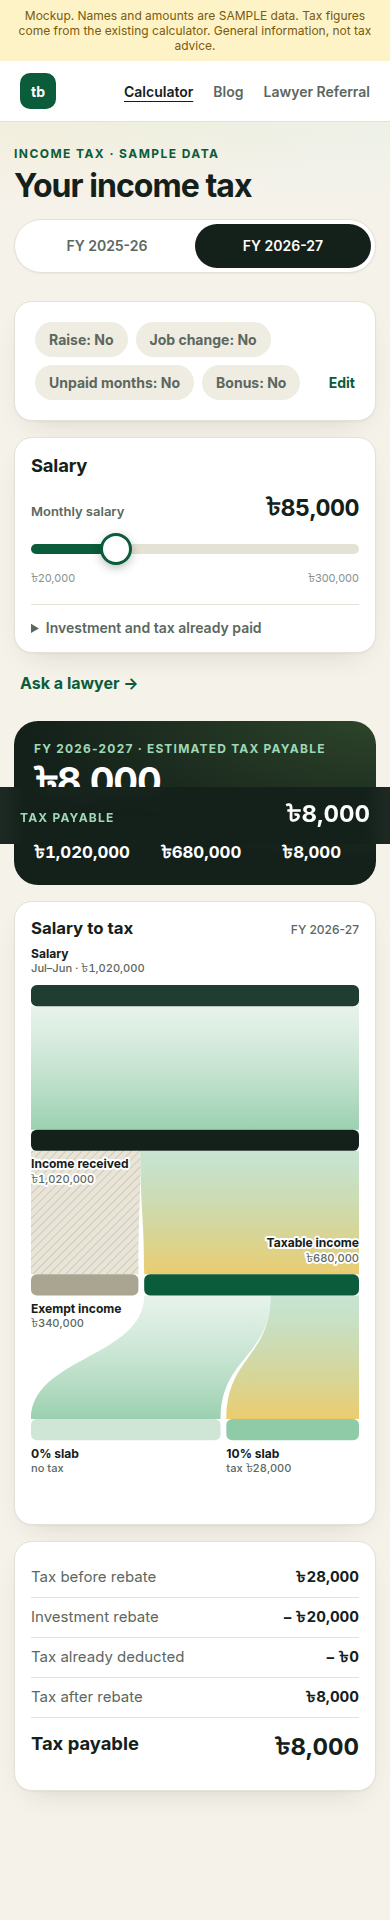 Mockup. Names and amounts are SAMPLE data. Tax figures
come from the existing calculator. General information, not tax
advice.
tb
Calculator Blog Lawyer Referral
INCOME TAX · SAMPLE DATA
Your income tax
FY 2025-26 FY 2026-27
Raise: No Job change: No
Unpaid months: No Bonus: No Edit
Salary
Monthly salary ৳85,000
৳20,000 ৳300,000
▶ Investment and tax already paid
Ask a lawyer →
FY 2026-2027 · ESTIMATED TAX PAYABLE
৳8,000
TAX PAYABLE ৳8,000
৳1,020,000 ৳680,000 ৳8,000
Salary to tax FY 2026-27
Salary
Jul–Jun · ৳1,020,000
Income received
৳1,020,000
Taxable income
৳680,000
Exempt income
৳340,000
0% slab 10% slab
no tax tax ৳28,000
Tax before rebate ৳28,000
Investment rebate – ৳20,000
Tax already deducted – ৳0
Tax after rebate ৳8,000
Tax payable ৳8,000